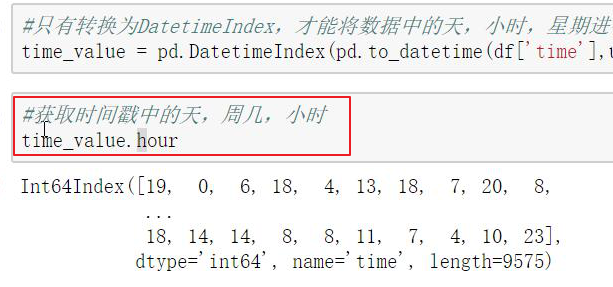 #只有转换为DatetimeIndex，才能将数据中的天，小时，星期进
time_value = pd.DatetimeIndex(pd.to_datetime(df['time'],
#获取时间戳中的天，周几，小时
time_value.hour
Int64Index([19, 0, 6, 18, 4, 13, 18, 7, 20, 8,
...
18, 14, 14, 8, 8, 11, 7, 4, 10, 23],
dtype='int64', name='time', length=9575)